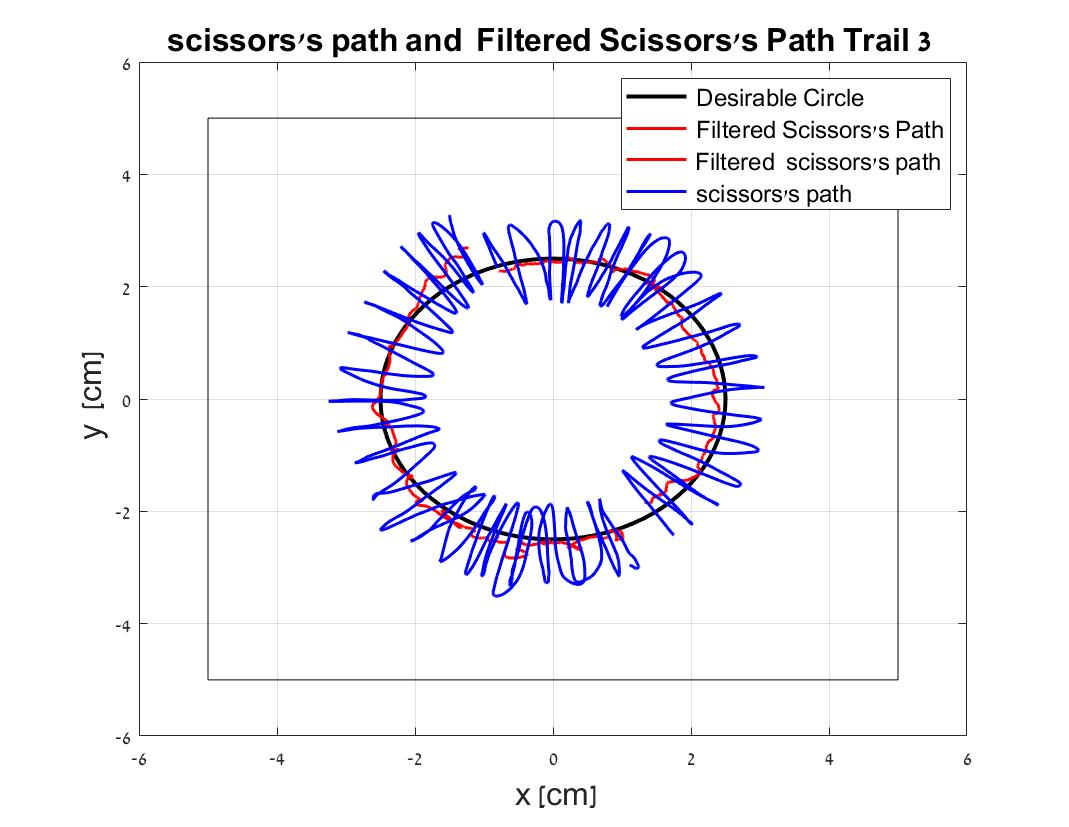 scissors's path and  Filtered Scissors's Path Trail 3
Desirable Circle
Filtered Scissors's Path
Filtered  scissors's path
scissors's path
6
4
2
0
-2
-4
-6
y [cm]
-6 -4 -2 0 2 4 6
x [cm]